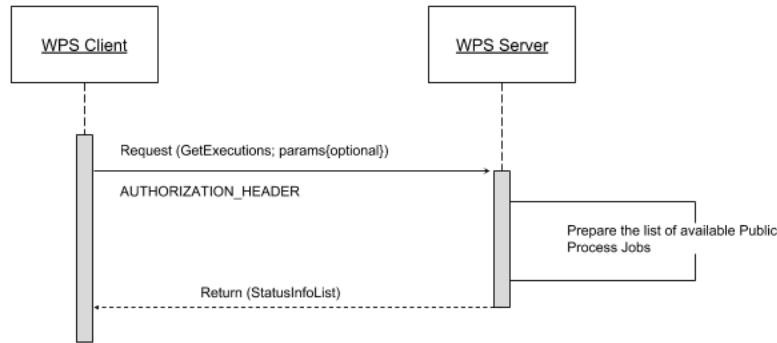 WPS Client
WPS Server
Request (GetExecutions; params{optional})
AUTHORIZATION_HEADER
Prepare the list of available Public
Process Jobs
Return (StatusInfoList)